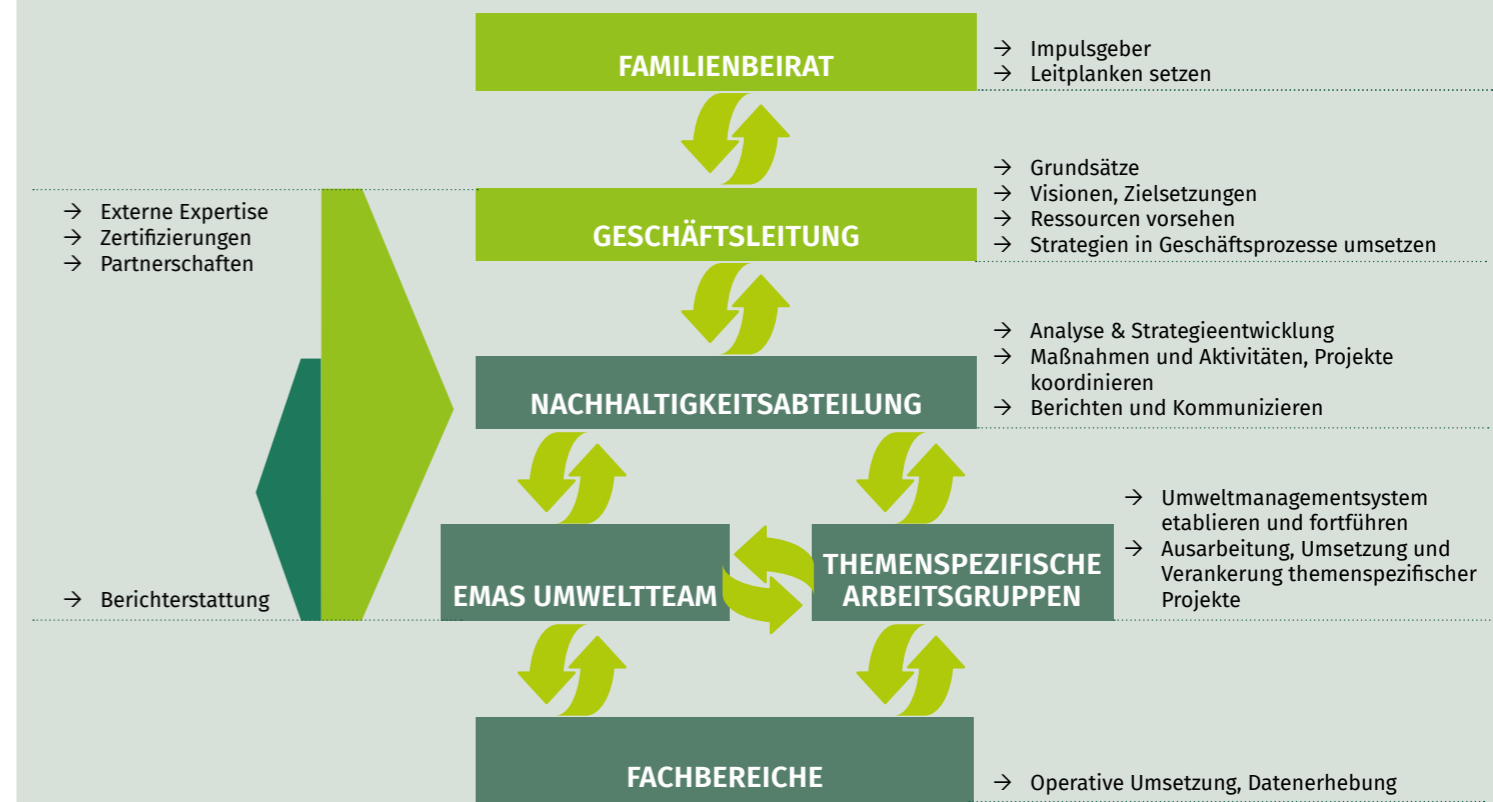 FAMILIENBEIRAT
→ Impulsgeber
→ Leitplanken setzen
→ Externe Expertise
→ Zertifizierungen
→ Partnerschaften
GESCHÄFTSLEITUNG
→ Grundsätze
→ Visionen, Zielsetzungen
→ Ressourcen vorsehen
→ Strategien in Geschäftsprozesse umsetzen
NACHHALTIGKEITSABTEILUNG
→ Analyse & Strategieentwicklung
→ Maßnahmen und Aktivitäten, Projekte
koordinieren
→ Berichten und Kommunizieren
→ Berichterstattung
EMAS UMWELTTEAM
THEMENSPEZIFISCHE
ARBEITSGRUPPEN
→ Umweltmanagementsystem
etablieren und fortführen
→ Ausarbeitung, Umsetzung und
Verankerung themenspezifischer
Projekte
FACHBEREICHE
→ Operative Umsetzung, Datenerhebung